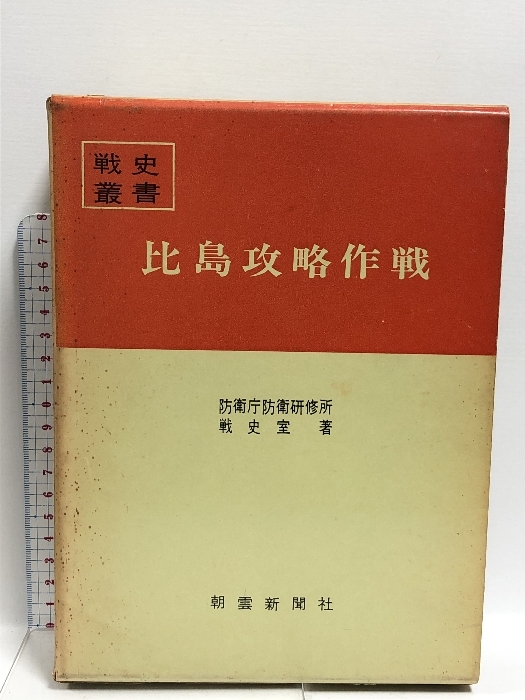 戦史
叢書
比島攻略作戦
防衛庁防衛研修所
戦史室 著
朝雲新聞社